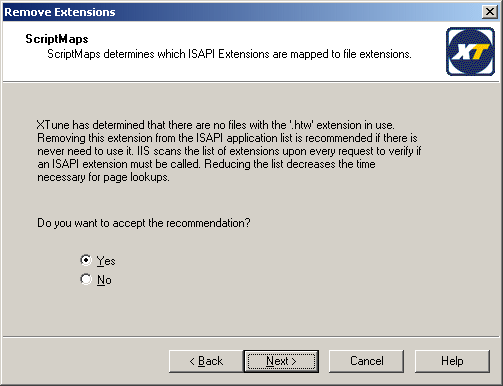 Remove Extensions
ScriptMaps
ScriptMaps determines which ISAPI Extensions are mapped to file extensions.
XT
XTune has determined that there are no files with the '.htw' extension in use.
Removing this extension from the ISAPI application list is recommended if there is
never need to use it. IIS scans the list of extensions upon every request to verify if
an ISAPI extension must be called. Reducing the list decreases the time
necessary for page lookups.
Do you want to accept the recommendation?
Yes
No
< Back
Next >
Cancel
Help